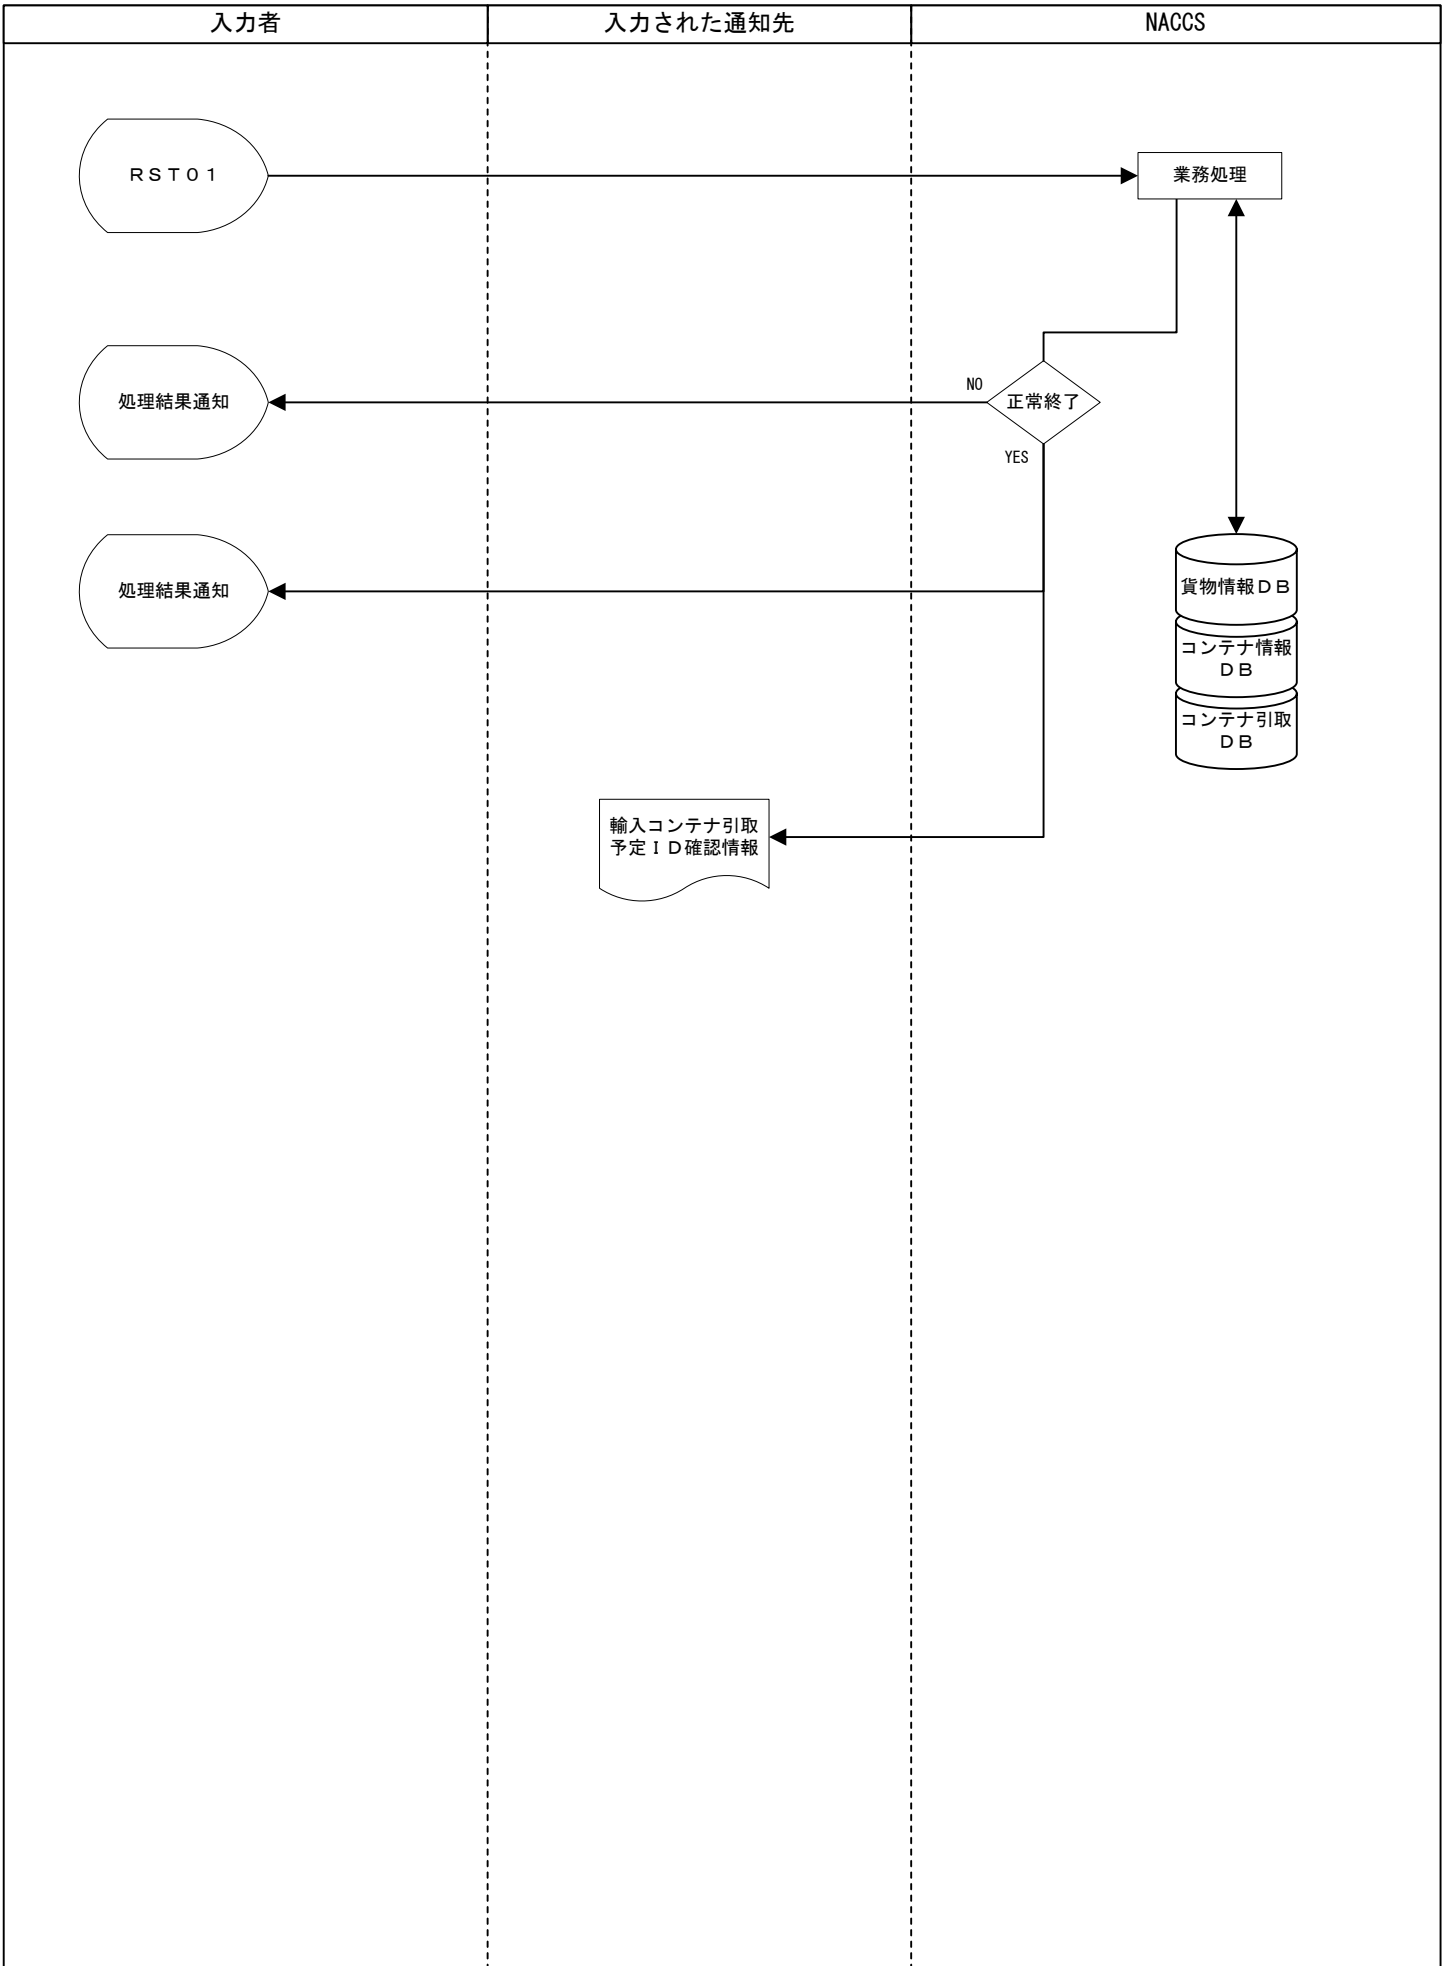 入力者
入力された通知先
NACCS
ＲＳＴ０１
業務処理
処理結果通知
NO
正常終了
YES
処理結果通知
貨物情報ＤＢ
コンテナ情報
ＤＢ
コンテナ引取
ＤＢ
輸入コンテナ引取
予定ＩＤ確認情報